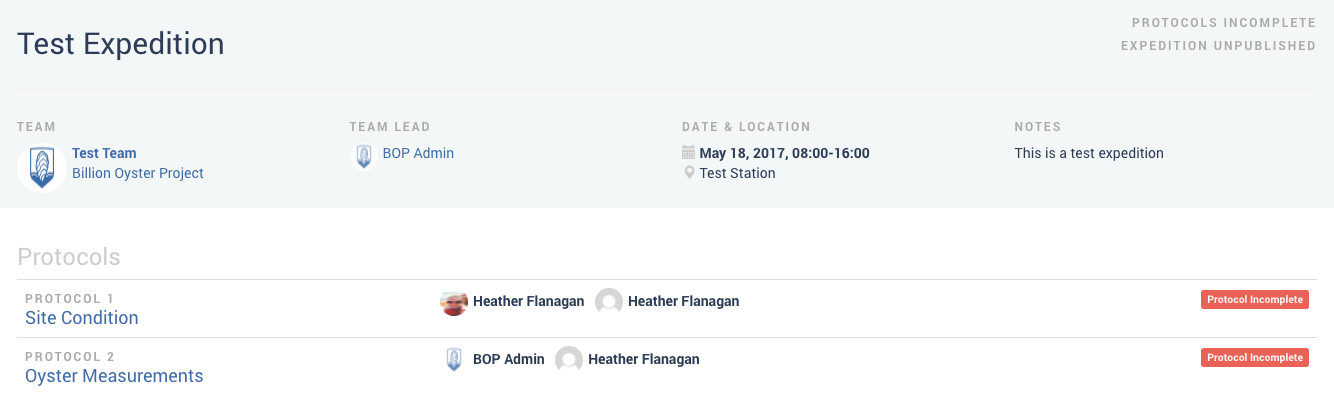 Test Expedition
PROTOCOLS INCOMPLETE
EXPEDITION UNPUBLISHED
TEAM
Test Team
Billion Oyster Project
TEAM LEAD
BOP Admin
DATE & LOCATION
May 18, 2017, 08:00-16:00
Test Station
NOTES
This is a test expedition
Protocols
PROTOCOL 1
Site Condition
Heather Flanagan Heather Flanagan
Protocol Incomplete
PROTOCOL 2
Oyster Measurements
BOP Admin Heather Flanagan
Protocol Incomplete